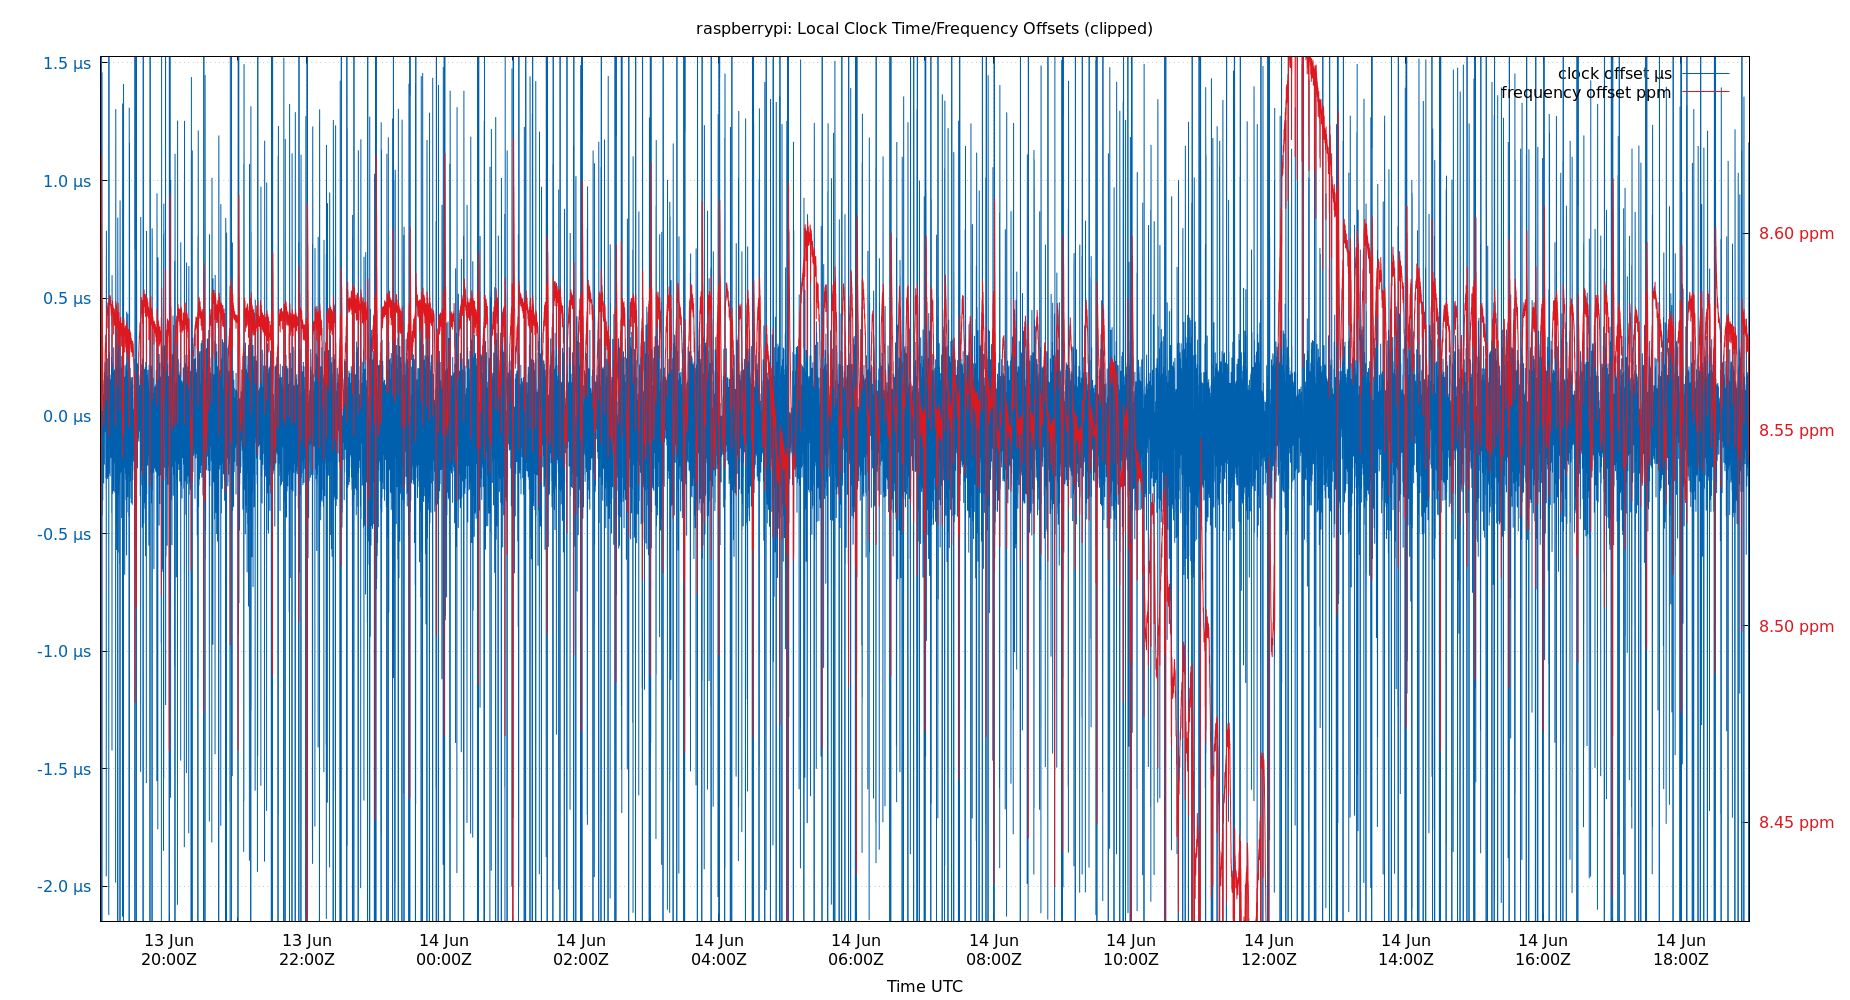 raspberrypi: Local Clock Time/Frequency Offsets (clipped)
clock offset µs
frequency offset ppm
1.5 µs
1.0 µs
0.5 µs
0.0 µs
-0.5 µs
-1.0 µs
-1.5 µs
-2.0 µs
8.60 ppm
8.55 ppm
8.50 ppm
8.45 ppm
13 Jun 13 Jun 14 Jun 14 Jun 14 Jun 14 Jun 14 Jun 14 Jun 14 Jun 14 Jun 14 Jun 14 Jun
20:00Z 22:00Z 00:00Z 02:00Z 04:00Z 06:00Z 08:00Z 10:00Z 12:00Z 14:00Z 16:00Z 18:00Z
Time UTC